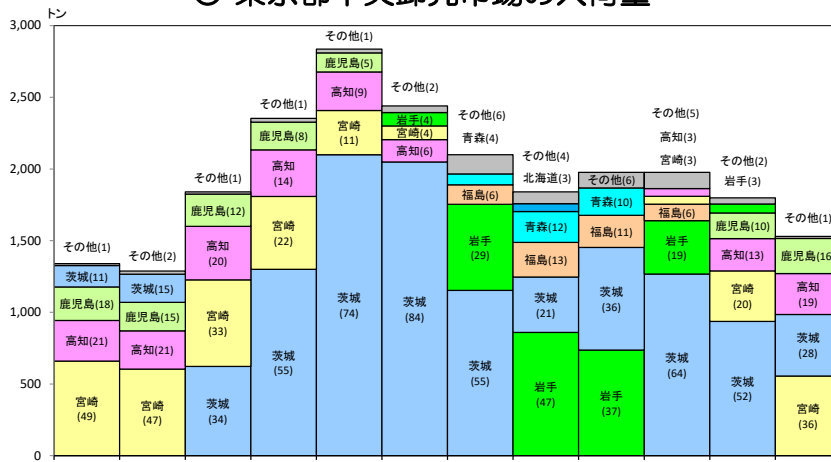 ○ 東京都中央卸売市場の入荷量
トン
3,000
2,500
2,000
1,500
1,000
500
0
その他(1)
茨城(11)
鹿児島(18)
高知(21)
宮崎
(49)
その他(2)
茨城(15)
鹿児島(15)
高知(21)
宮崎
(47)
その他(1)
鹿児島(12)
高知
(20)
宮崎
(33)
茨城
(34)
その他(1)
鹿児島(8)
高知
(14)
宮崎
(22)
茨城
(55)
その他(1)
鹿児島(5)
高知(9)
宮崎
(11)
茨城
(74)
その他(2)
岩手(4)
宮崎(4)
高知(6)
茨城
(84)
その他(6)
青森(4)
福島(6)
岩手
(29)
茨城
(55)
その他(4)
北海道(3)
青森(12)
福島(13)
茨城
(21)
岩手
(47)
その他(6)
青森(10)
福島(11)
茨城
(36)
岩手
(37)
その他(5)
高知(3)
宮崎(3)
福島(6)
岩手
(19)
茨城
(64)
その他(2)
岩手(3)
鹿児島(10)
高知(13)
宮崎
(20)
茨城
(52)
その他(1)
鹿児島(16)
高知
(19)
茨城
(28)
宮崎
(36)